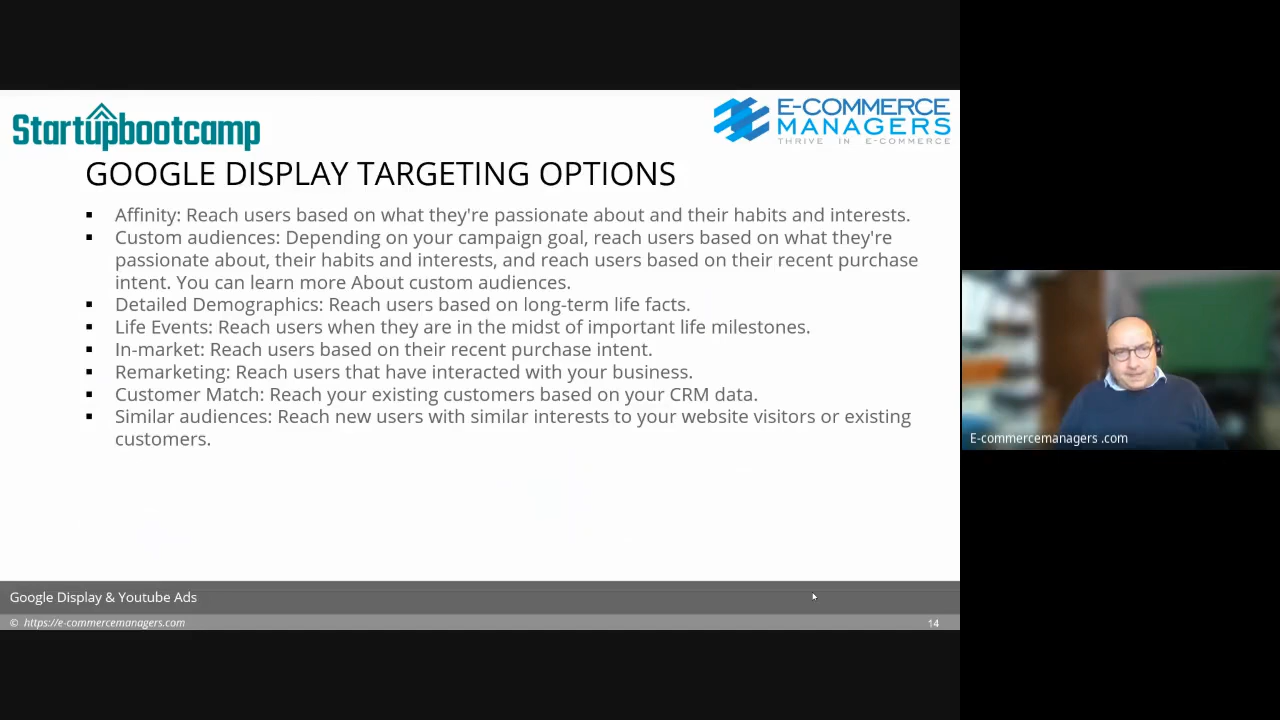 Startupbootcamp
E-COMMERCE
MANAGERS
THRIVE IN E-COMMERCE
GOOGLE DISPLAY TARGETING OPTIONS
▪ Affinity: Reach users based on what they're passionate about and their habits and interests.
▪ Custom audiences: Depending on your campaign goal, reach users based on what they're
passionate about, their habits and interests, and reach users based on their recent purchase
intent. You can learn more About custom audiences.
▪ Detailed Demographics: Reach users based on long-term life facts.
▪ Life Events: Reach users when they are in the midst of important life milestones.
▪ In-market: Reach users based on their recent purchase intent.
▪ Remarketing: Reach users that have interacted with your business.
▪ Customer Match: Reach your existing customers based on your CRM data.
▪ Similar audiences: Reach new users with similar interests to your website visitors or existing
customers.
E-commercemanagers .com
Google Display & Youtube Ads
© https://e-commercemanagers.com
14